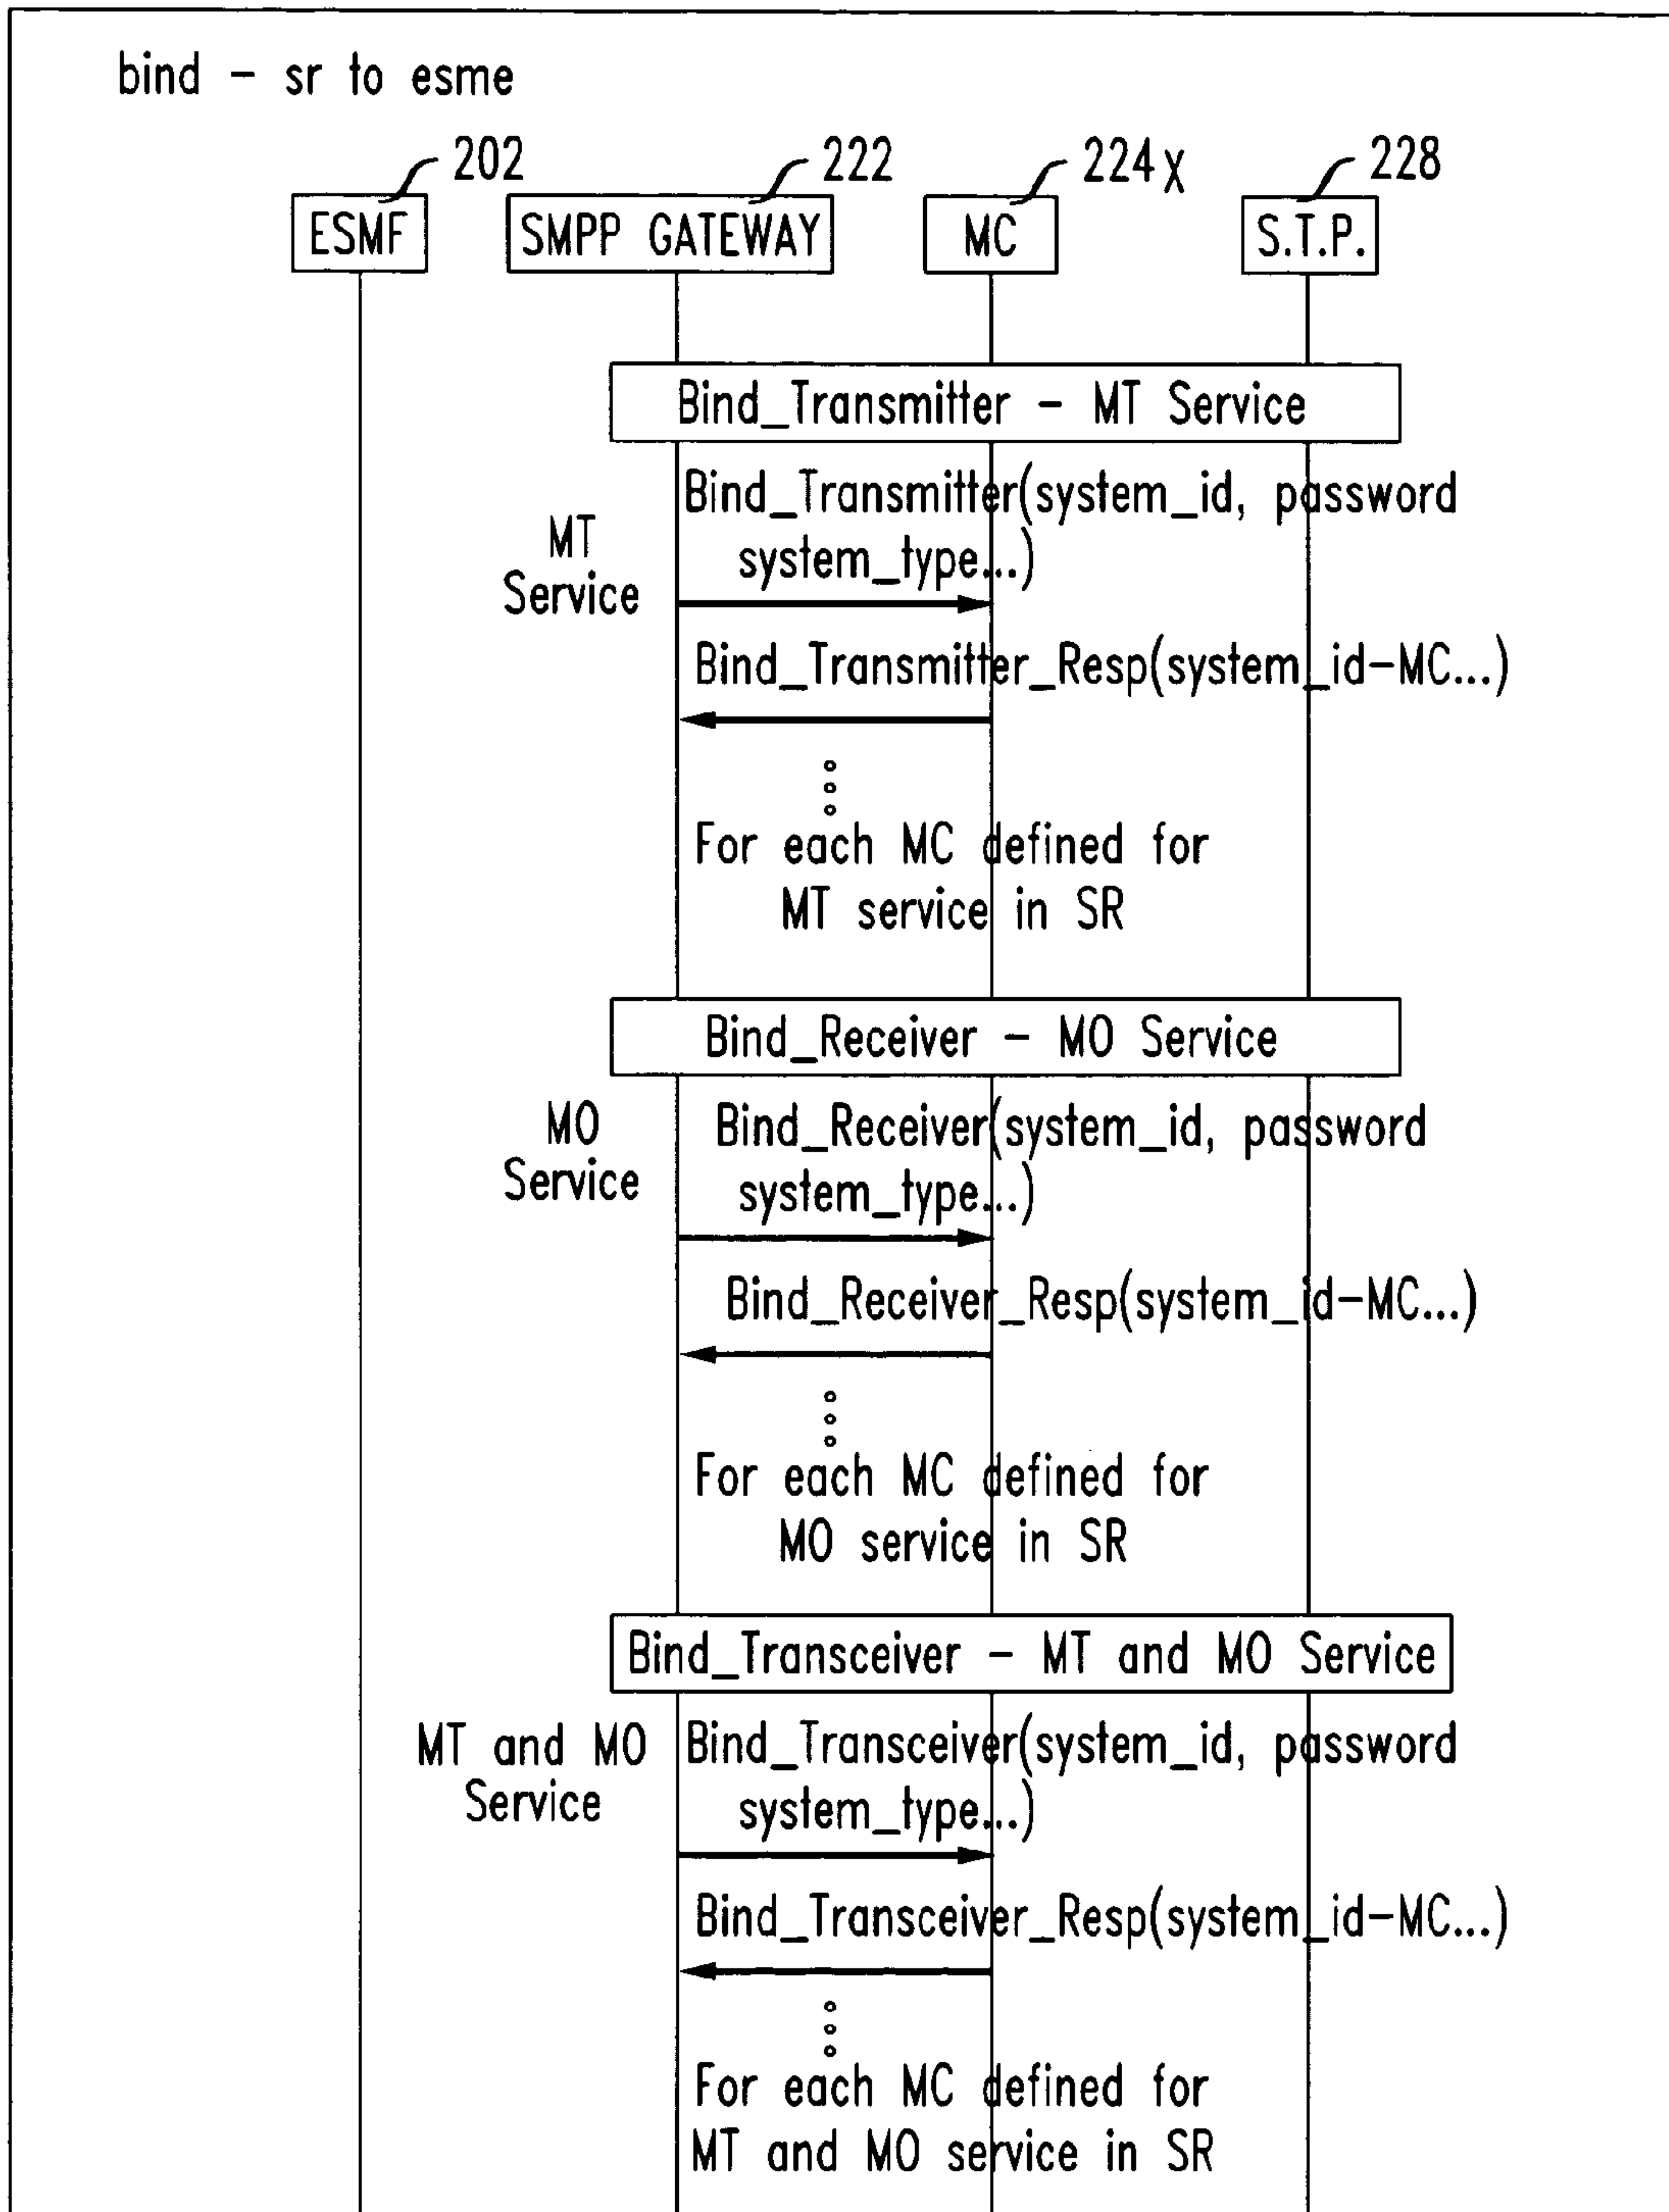 bind - sr to esme
202
222
224X
228
ESMF
SMPP GATEWAY
MC
S.T.P.
Bind_Transmitter - MT Service
MT
Service
Bind_Transmitter(system_id, password
system_type...)
Bind_Transmitter_Resp(system_id-MC...)
For each MC defined for
MT service in SR
Bind_Receiver - MO Service
MO
Service
Bind_Receiver(system_id, password
system_type...)
Bind_Receiver_Resp(system_id-MC...)
For each MC defined for
MO service in SR
Bind_Transceiver - MT and MO Service
MT and MO
Service
Bind_Transceiver(system_id, password
system_type...)
Bind_Transceiver_Resp(system_id-MC...)
For each MC defined for
MT and MO service in SR